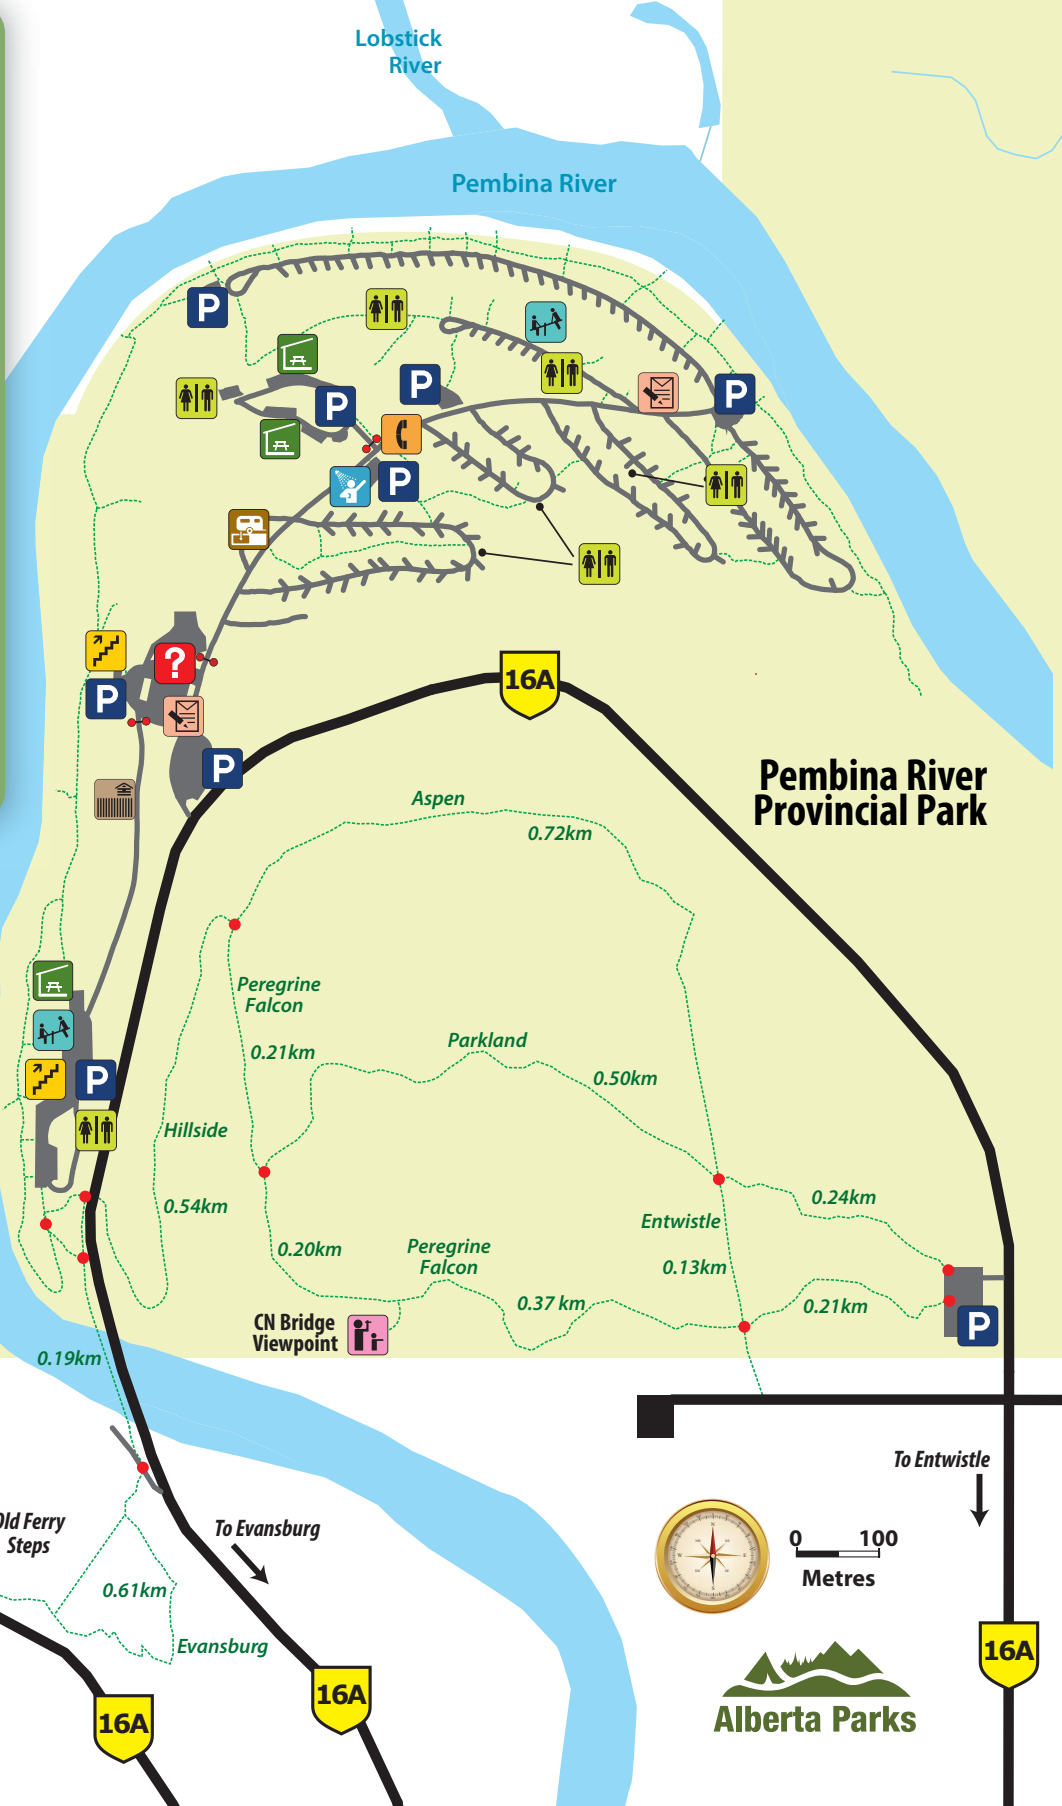 Lobstick
River
Pembina River
P
P
P
P
P
?
P
16A
P
Pembina River
Provincial Park
Aspen
0.72km
Peregrine
Falcon
0.21km
Parkland
0.50km
P
Hillside
0.54km
0.24km
Entwistle
0.13km
0.20km
Peregrine
Falcon
0.37 km
0.21km
CN Bridge
Viewpoint
P
0.19km
To Entwistle
Old Ferry
Steps
To Evansburg
0 100
Metres
0.61km
Evansburg
16A
16A
16A
Alberta Parks